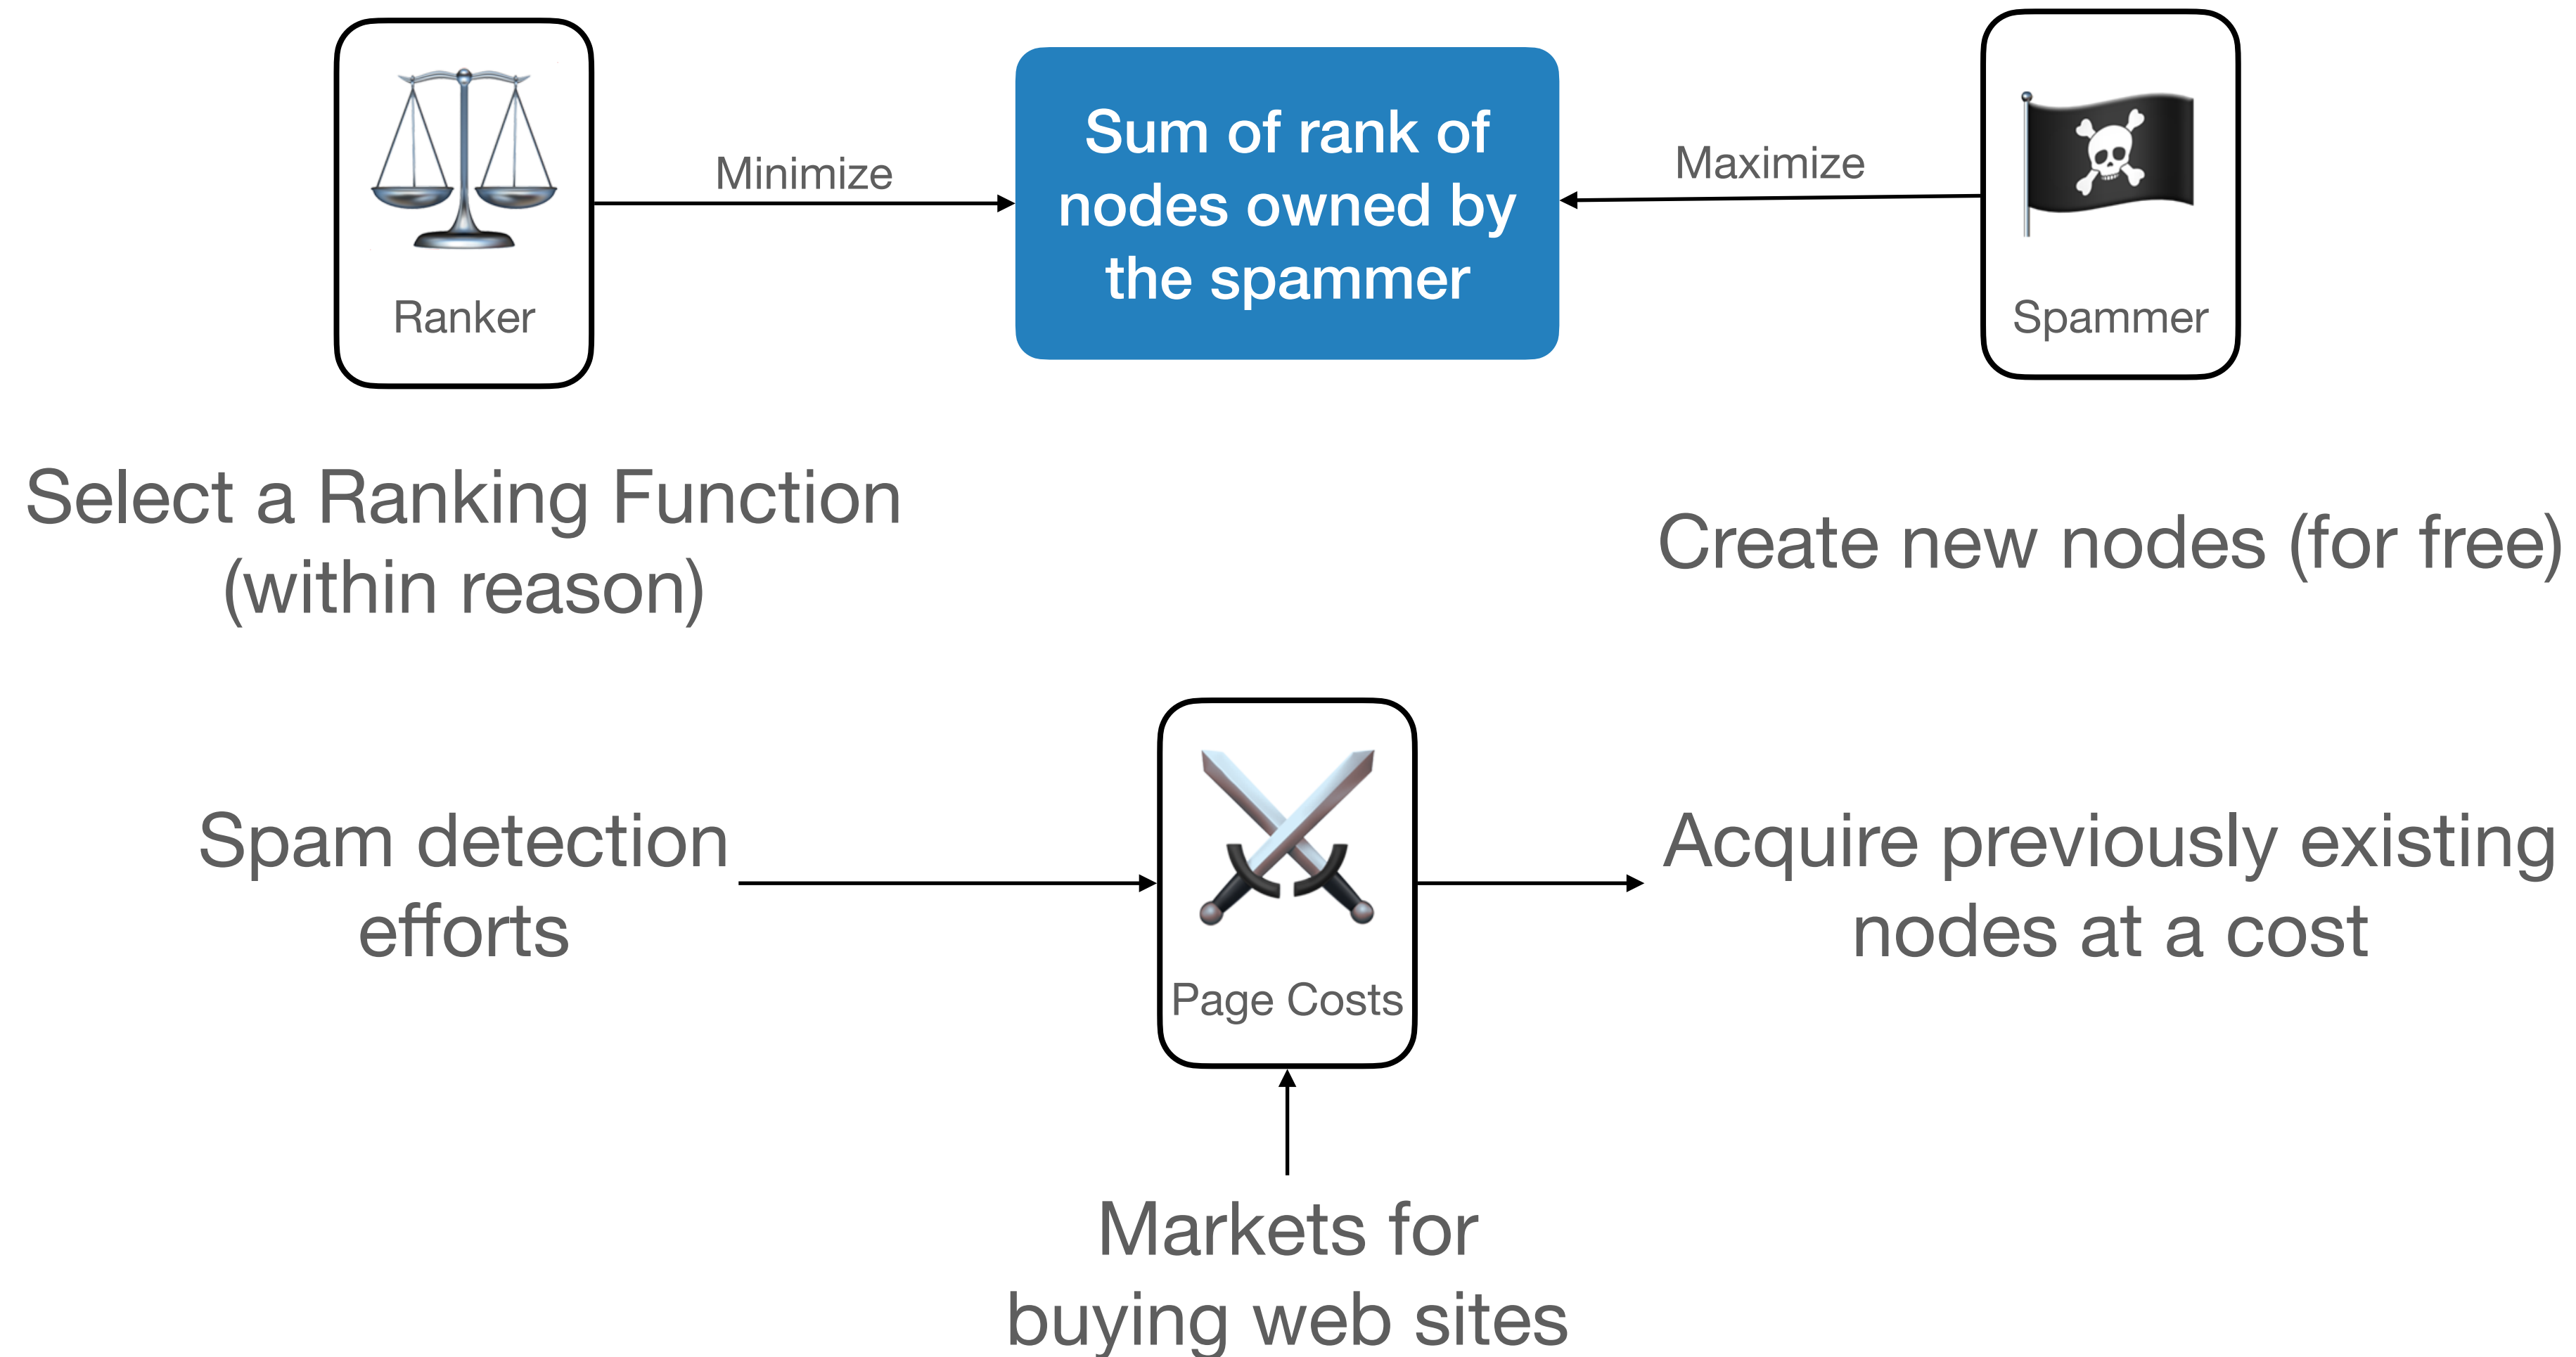 Ranker
Minimize
Sum of rank of
nodes owned by
the spammer
Maximize
Spammer
Select a Ranking Function
(within reason)
Create new nodes (for free)
Spam detection
efforts
Page Costs
Acquire previously existing
nodes at a cost
Markets for
buying web sites